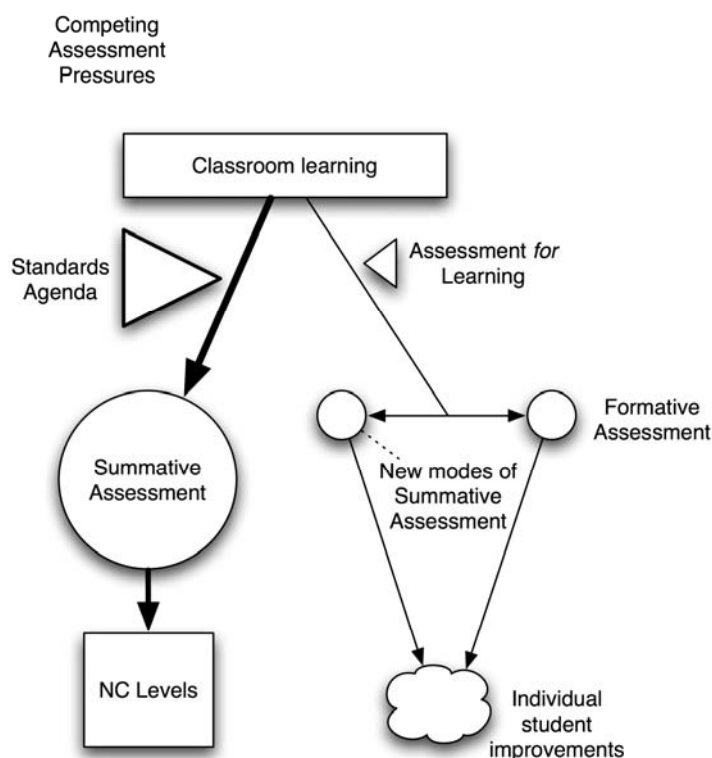 Competing
Assessment
Pressures
Classroom learning
Standards
Agenda
Assessment for
Learning
Summative
Assessment
New modes of
Summative
Assessment
Formative
Assessment
NC Levels
Individual
student
improvements